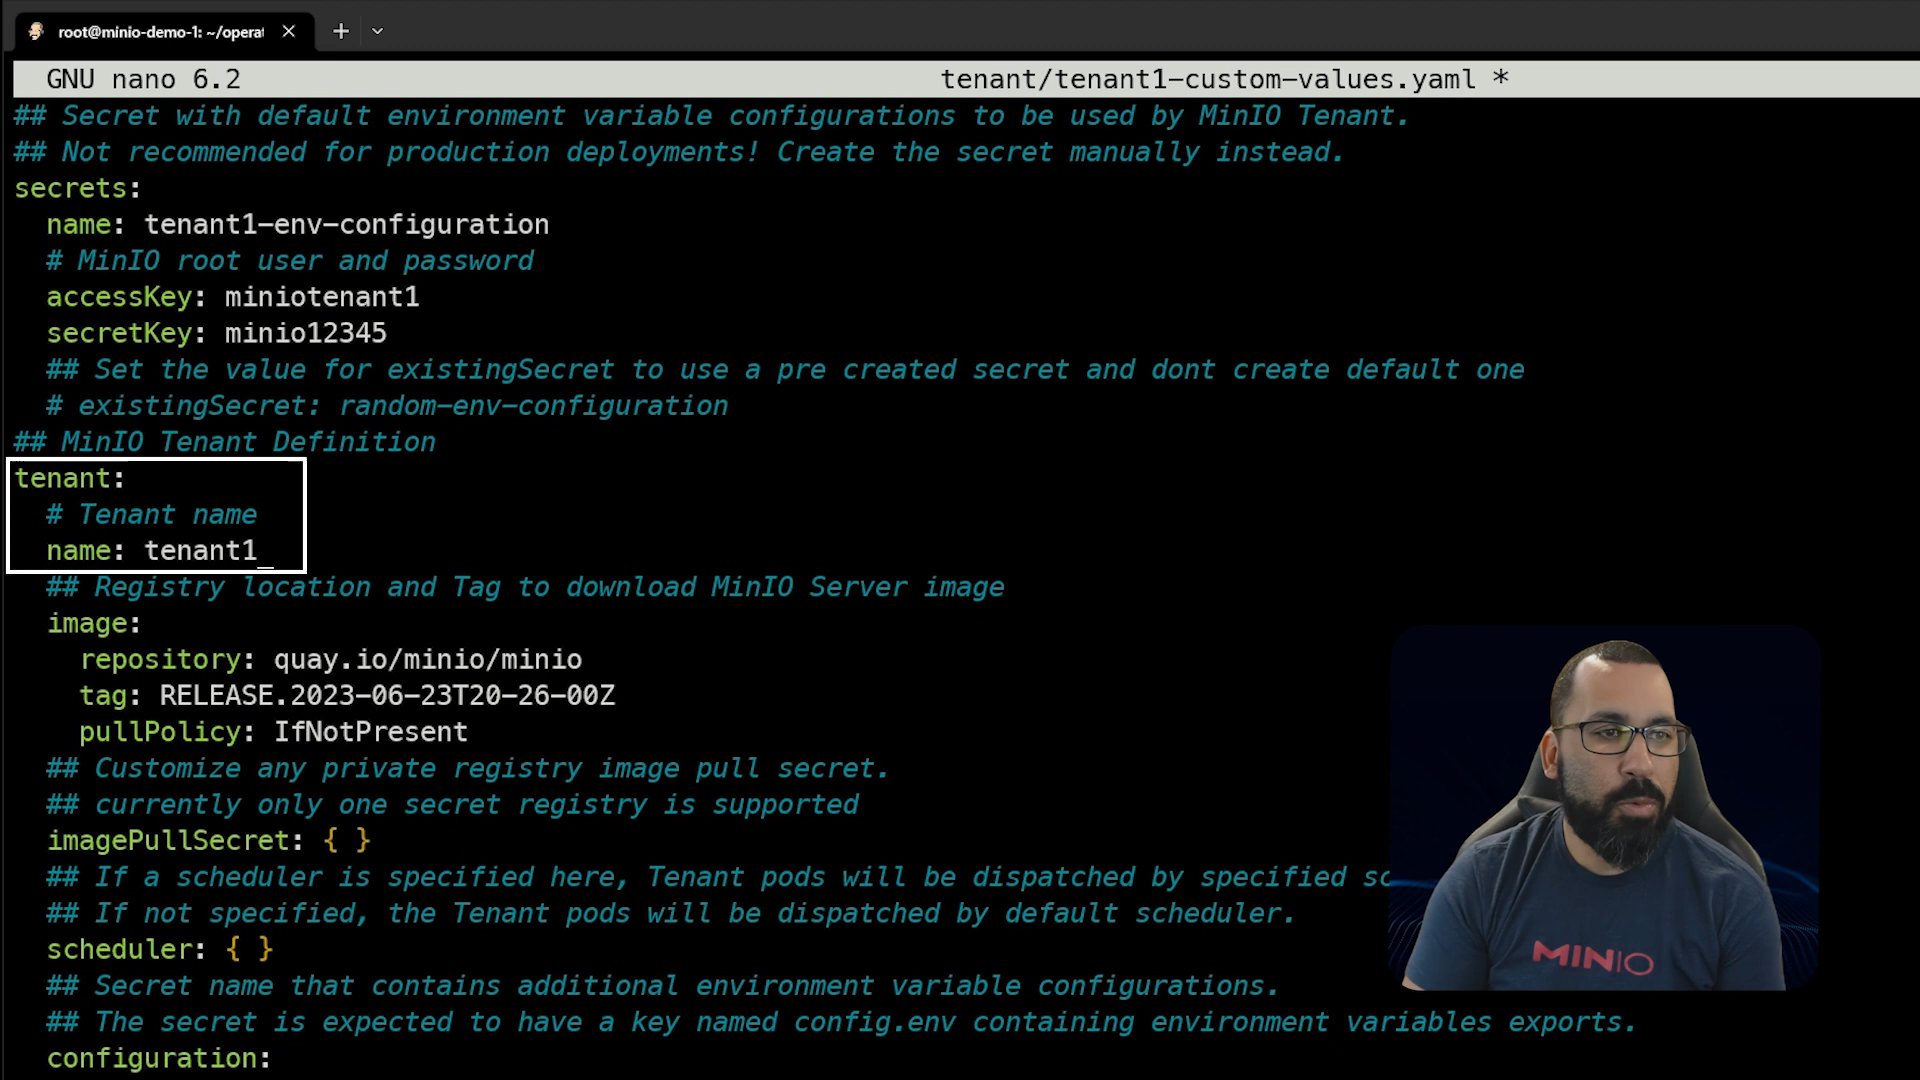 root@minio-demo-1: ~/operat
GNU nano 6.2 tenant/tenant1-custom-values.yaml *
## Secret with default environment variable configurations to be used by MinIO Tenant.
## Not recommended for production deployments! Create the secret manually instead.
secrets:
  name: tenant1-env-configuration
  # MinIO root user and password
  accessKey: miniotenant1
  secretKey: minio12345
  ## Set the value for existingSecret to use a pre created secret and dont create default one
  # existingSecret: random-env-configuration
## MinIO Tenant Definition
tenant:
  # Tenant name
  name: tenant1
  ## Registry location and Tag to download MinIO Server image
  image:
    repository: quay.io/minio/minio
    tag: RELEASE.2023-06-23T20-26-00Z
    pullPolicy: IfNotPresent
  ## Customize any private registry image pull secret.
  ## currently only one secret registry is supported
  imagePullSecret: { }
  ## If a scheduler is specified here, Tenant pods will be dispatched by specified sc
  ## If not specified, the Tenant pods will be dispatched by default scheduler.
  scheduler: { }
  ## Secret name that contains additional environment variable configurations.
  ## The secret is expected to have a key named config.env containing environment variables exports.
  configuration:
MINIO